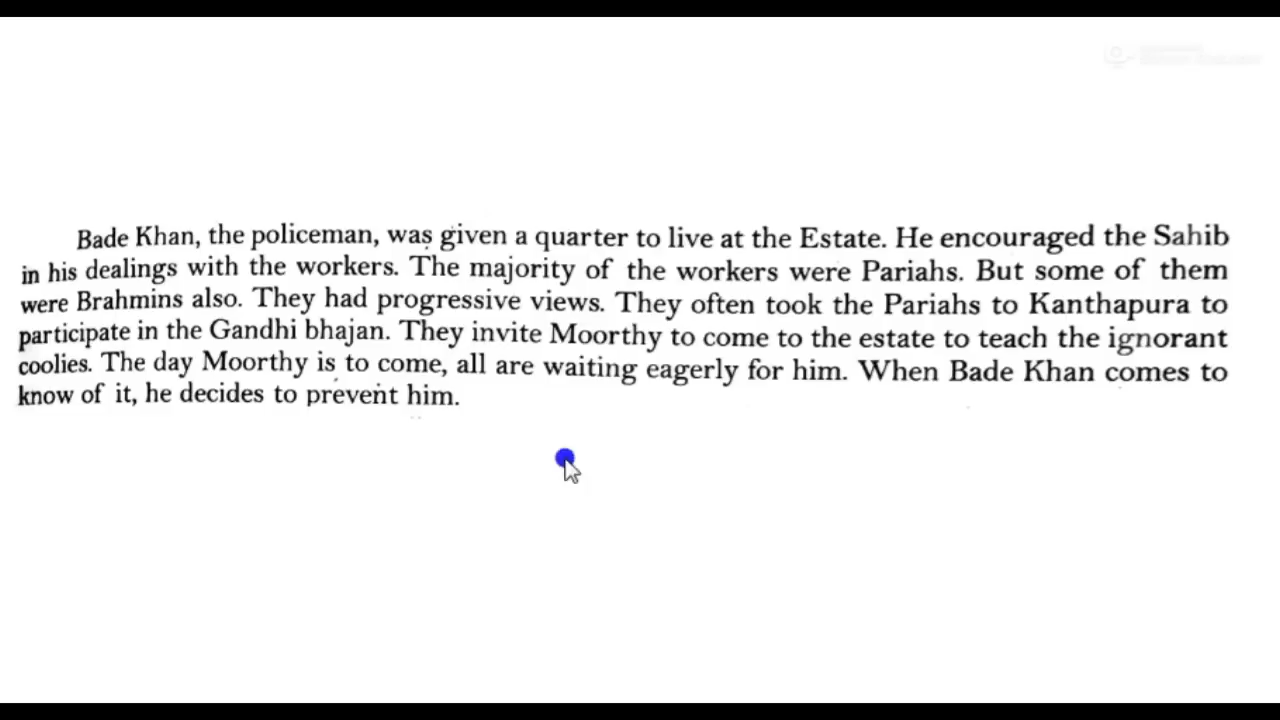 Bade Khan, the policeman, was given a quarter to live at the Estate. He encouraged the Sahib
in his dealings with the workers. The majority of the workers were Pariahs. But some of them
were Brahmins also. They had progressive views. They often took the Pariahs to Kanthapura to
participate in the Gandhi bhajan. They invite Moorthy to come to the estate to teach the ignorant
coolies. The day Moorthy is to come, all are waiting eagerly for him. When Bade Khan comes to
know of it, he decides to prevent him.